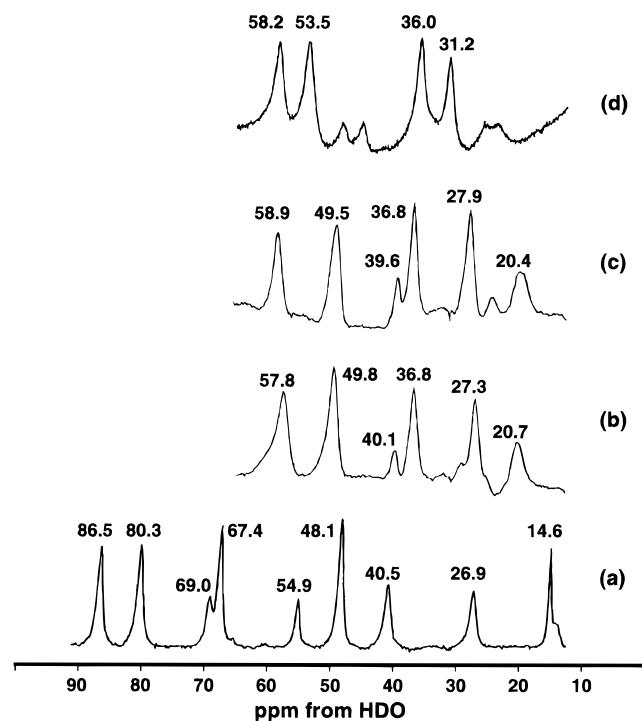 58.2 53.5 36.0
31.2
(d)
27.9
58.9 49.5 36.8
39.6 20.4 (c)
57.8 49.8 36.8 27.3
(b)
40.1 20.7
86.5 80.3 67.4 48.1 14.6
69.0 54.9 40.5 26.9 (a)
90 80 70 60 50 40 30 20 10
ppm from HDO